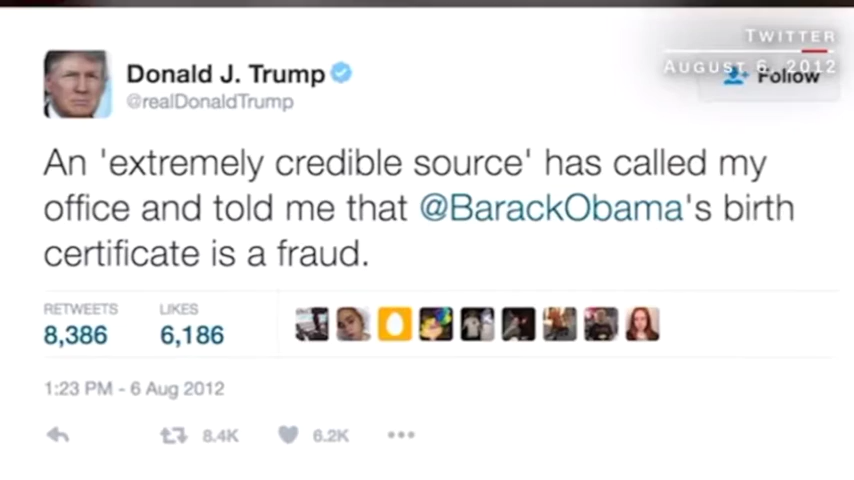 TWITTER
AUGUST 6, 2012
Donald J. Trump
Follow
@realDonaldTrump
An 'extremely credible source' has called my
office and told me that @BarackObama's birth
certificate is a fraud.
RETWEETS LIKES
8,386 6,186
1:23 PM - 6 Aug 2012
8.4K 6.2K